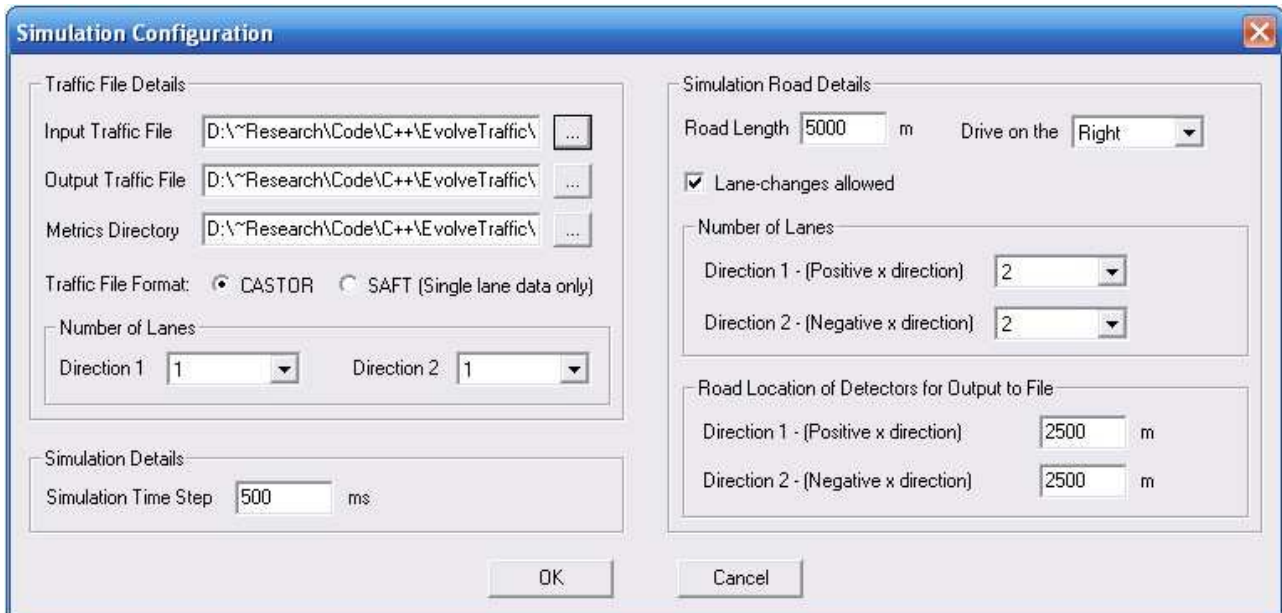 Simulation Configuration
Traffic File Details
Input Traffic File D:\~Research\Code\C++\EvolveTraffic\ ...
Output Traffic File D:\~Research\Code\C++\EvolveTraffic\ ...
Metrics Directory D:\~Research\Code\C++\EvolveTraffic\ ...
Traffic File Format: CASTOR SAFT (Single lane data only)
Number of Lanes
Direction 1 1 Direction 2 1
Simulation Details
Simulation Time Step 500 ms
Simulation Road Details
Road Length 5000 m Drive on the Right
Lane-changes allowed
Number of Lanes
Direction 1 - (Positive x direction) 2
Direction 2 - (Negative x direction) 2
Road Location of Detectors for Output to File
Direction 1 - (Positive x direction) 2500 m
Direction 2 - (Negative x direction) 2500 m
OK Cancel